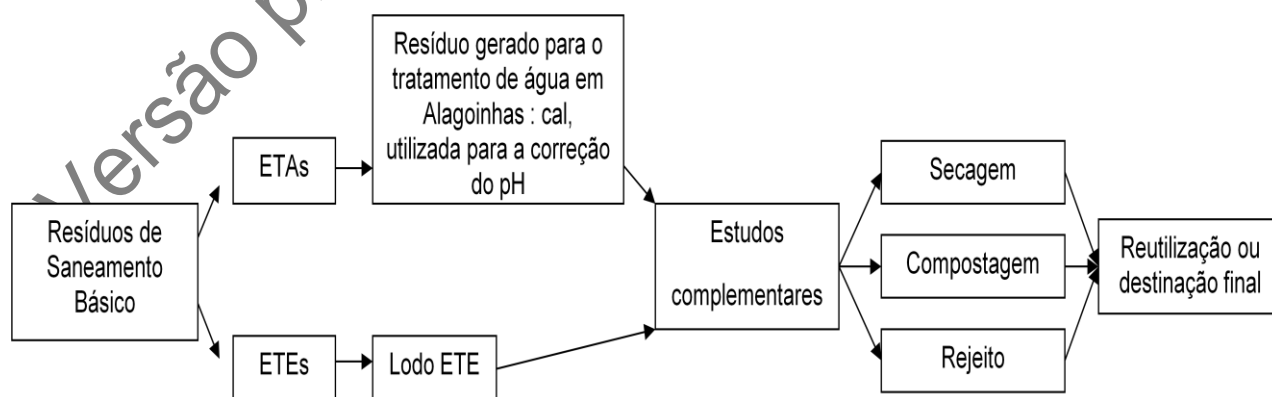 Versão p
Resíduos de
Saneamento
Básico
ETAs
Resíduo gerado para o
tratamento de água em
Alagoinhas : cal,
utilizada para a correção
do pH
ETEs
Lodo ETE
Estudos
complementares
Secagem
Compostagem
Rejeito
Reutilização ou
destinação final